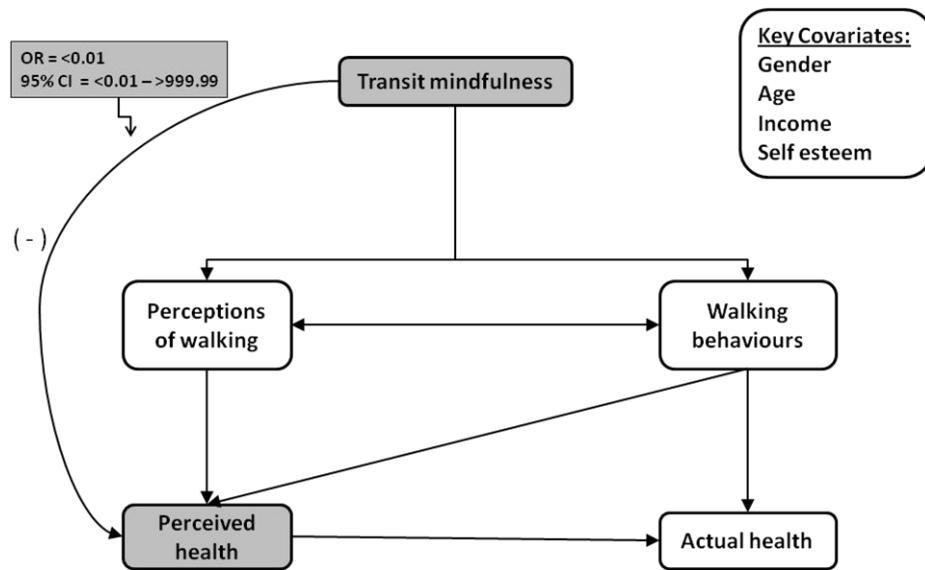 OR = <0.01
95% CI  = <0.01 – >999.99
Transit mindfulness
Key Covariates:
Gender
Age
Income
Self esteem
( - )
Perceptions
of walking
Walking
behaviours
Perceived
health
Actual health